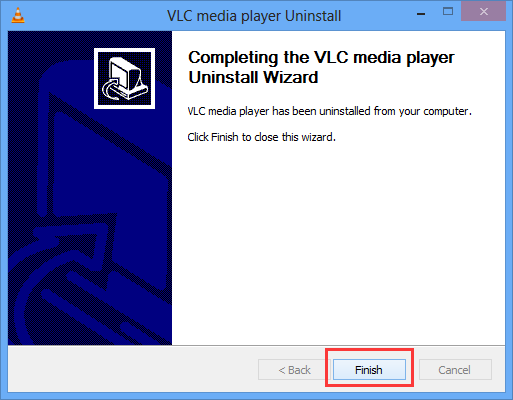 VLC media player Uninstall
Completing the VLC media player
Uninstall Wizard
VLC media player has been uninstalled from your computer.
Click Finish to close this wizard.
< Back Finish Cancel